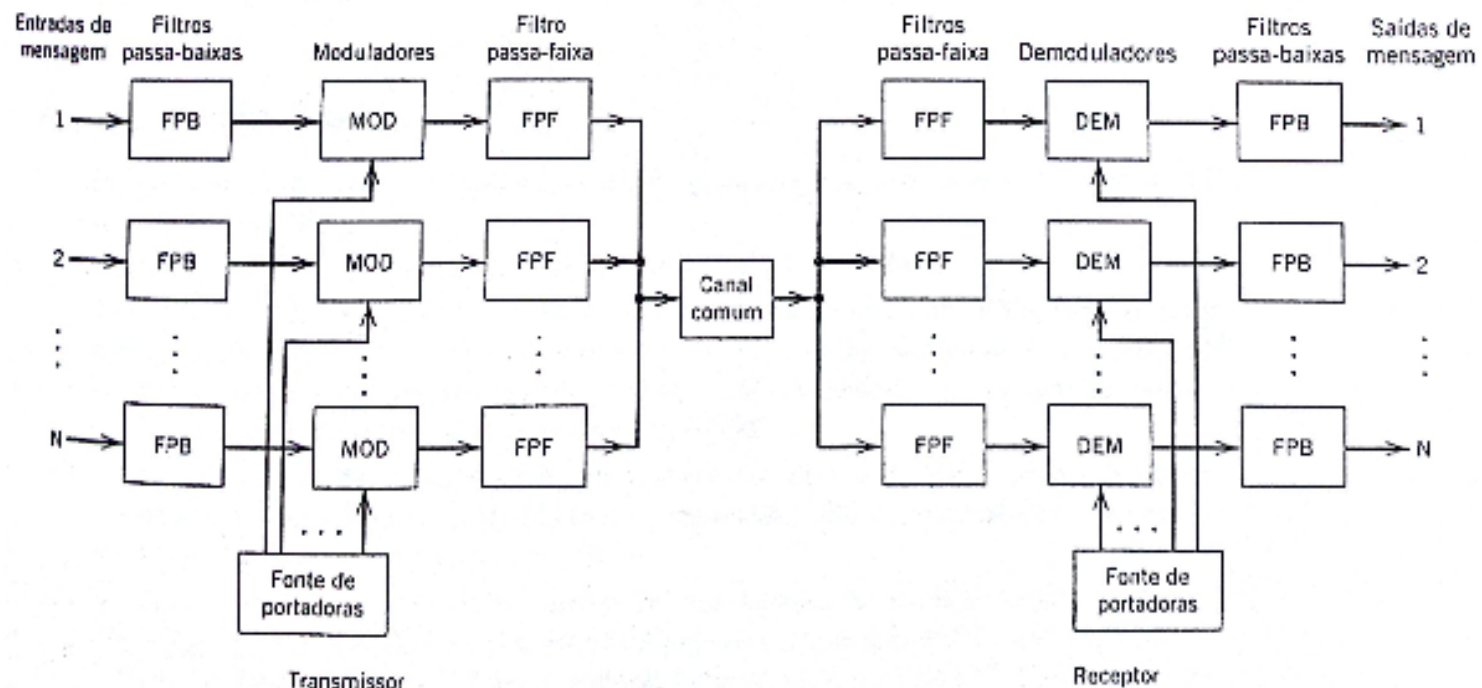 Entradas de
mensagem
Filtros
passa-baixas
Moduladores
Filtro
passa-faixa
Filtros
passa-faixa
Demoduladores
Filtros
passa-baixas
Saídas de
mensagem
1 FPB MOD FPF FPF DEM FPB 1
2 FPB MOD FPF FPF DEM FPB 2
Canal
comum
N FPB MOD FPF FPF DEM FPB N
Fonte de
portadoras
Fonte de
portadoras
Transmissor
Receptor